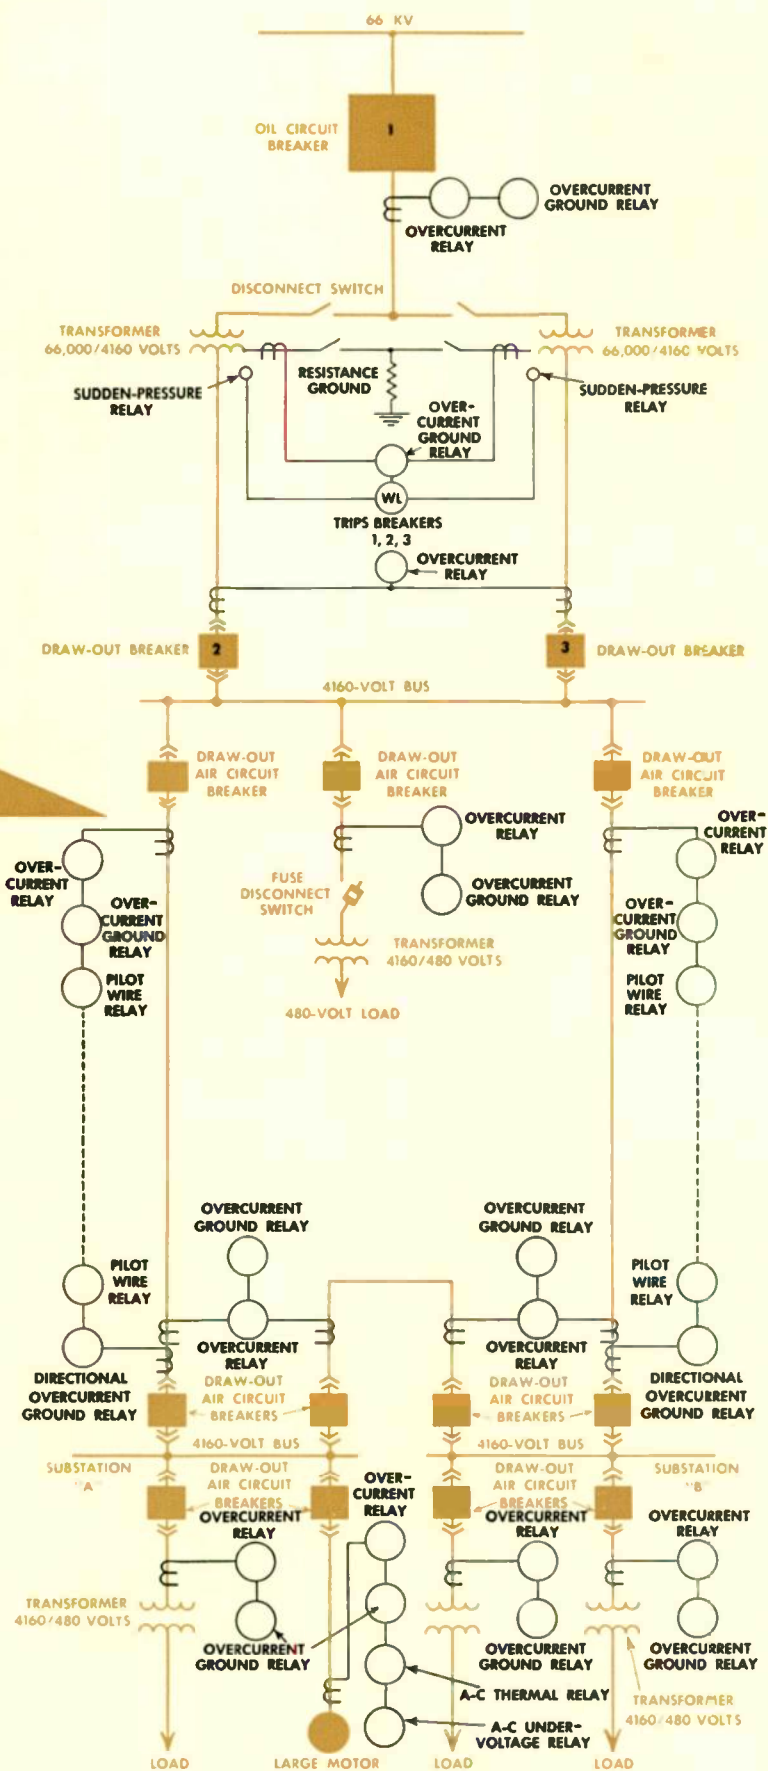 66 KV
OIL CIRCUIT
BREAKER
1
OVERCURRENT
GROUND RELAY
OVERCURRENT
RELAY
DISCONNECT SWITCH
TRANSFORMER
66,000/4160 VOLTS
TRANSFORMER
66,000/4160 VOLTS
RESISTANCE
GROUND
SUDDEN-PRESSURE
RELAY
SUDDEN-PRESSURE
RELAY
OVER-
CURRENT
GROUND
RELAY
WL
TRIPS BREAKERS
1, 2, 3
OVERCURRENT
RELAY
DRAW-OUT BREAKER
2
3
DRAW-OUT BREAKER
4160-VOLT BUS
DRAW-OUT
AIR CIRCUIT
BREAKER
DRAW-OUT
AIR CIRCUIT
BREAKER
DRAW-OUT
AIR CIRCUIT
BREAKER
OVER-
CURRENT
RELAY
OVER-
CURRENT
GROUND
RELAY
PILOT
WIRE
RELAY
OVERCURRENT
RELAY
OVERCURRENT
GROUND RELAY
FUSE
DISCONNECT
SWITCH
TRANSFORMER
4160/480 VOLTS
480-VOLT LOAD
OVER-
CURRENT
RELAY
OVER-
CURRENT
GROUND
RELAY
PILOT
WIRE
RELAY
OVERCURRENT
GROUND RELAY
OVERCURRENT
GROUND RELAY
PILOT
WIRE
RELAY
PILOT
WIRE
RELAY
OVERCURRENT
RELAY
OVERCURRENT
RELAY
DIRECTIONAL
OVERCURRENT
GROUND RELAY
DRAW-OUT
AIR CIRCUIT
BREAKERS
DRAW-OUT
AIR CIRCUIT
BREAKERS
DIRECTIONAL
OVERCURRENT
GROUND RELAY
4160-VOLT BUS
4160-VOLT BUS
SUBSTATION
"A"
SUBSTATION
"B"
DRAW-OUT
AIR CIRCUIT
BREAKERS
DRAW-OUT
AIR CIRCUIT
BREAKERS
OVERCURRENT
RELAY
OVER-
CURRENT
RELAY
OVERCURRENT
RELAY
OVERCURRENT
RELAY
TRANSFORMER
4160/480 VOLTS
OVERCURRENT
GROUND RELAY
OVERCURRENT
GROUND RELAY
OVERCURRENT
GROUND RELAY
A-C THERMAL RELAY
A-C UNDER-
VOLTAGE RELAY
TRANSFORMER
4160/480 VOLTS
LOAD
LARGE MOTOR
LOAD
LOAD